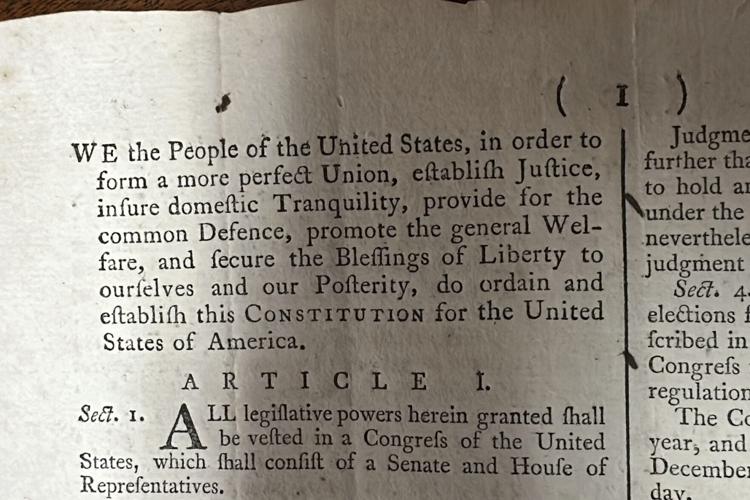 ( I )
WE the People of the United States, in order to
form a more perfect Union, eſtabliſh Juſtice,
inſure domeſtic Tranquility, provide for the
common Defence, promote the general Wel-
fare, and ſecure the Bleſſings of Liberty to
ourſelves and our Poſterity, do ordain and
eſtabliſh this CONSTITUTION for the United
States of America.
ARTICLE I.
Sect. 1. ALL legiſlative powers herein granted ſhall
be veſted in a Congreſs of the United
States, which ſhall conſiſt of a Senate and Houſe of
Repreſentatives.
Judgme
further tha
to hold an
under the
neverthele
judgment
Sect. 4.
elections f
ſcribed in
Congreſs
regulation
The Co
year, and
December
day.